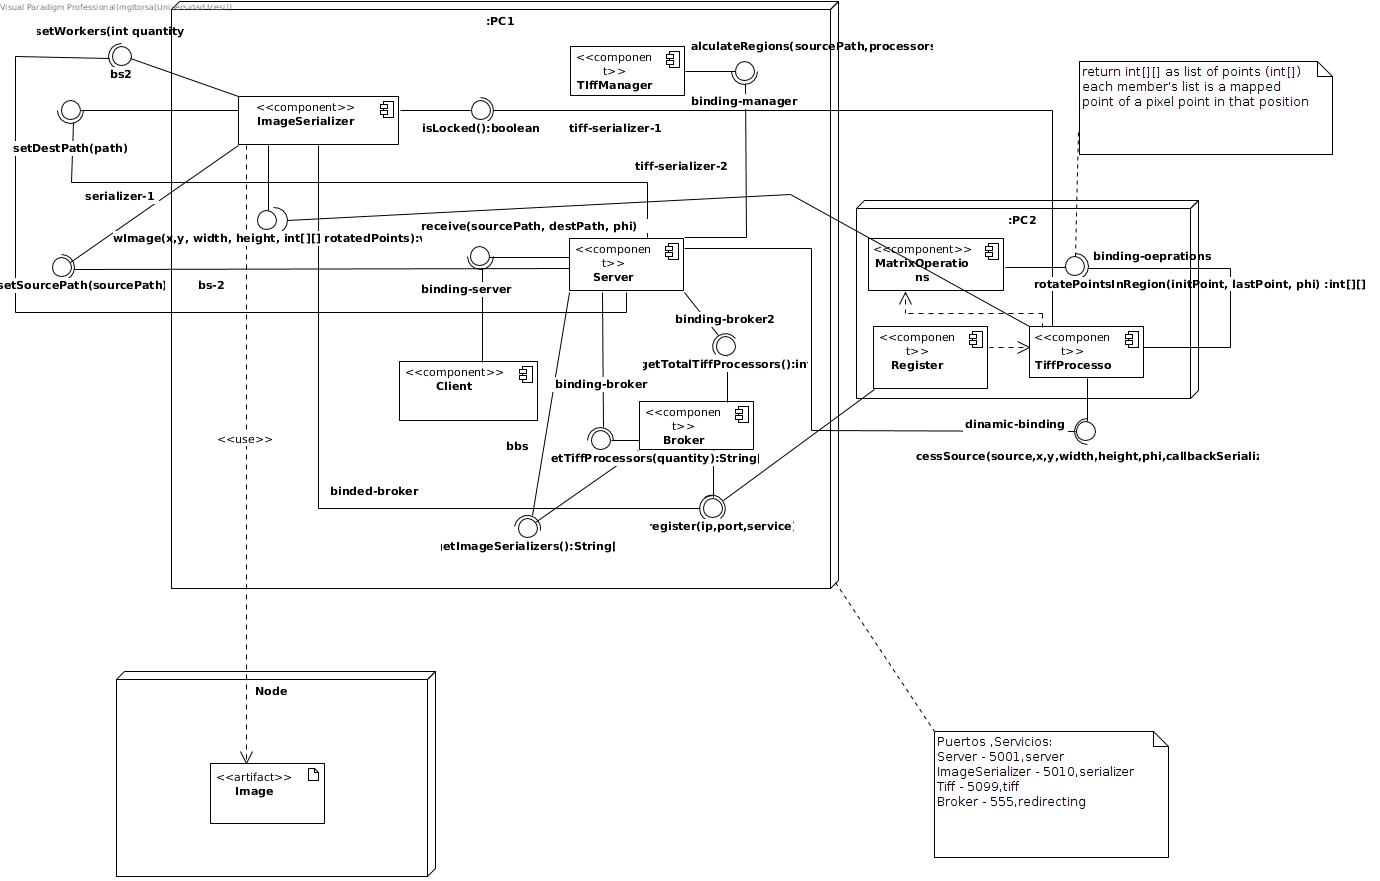 Visual Paradigm Professional(mgltorsa(Universidad Icesi))
:PC1
setWorkers(int quantity
bs2
<<componen
t>>
TIffManager
alculateRegions(sourcePath,processors
binding-manager
return int[][] as list of points (int[])
each member's list is a mapped
point of a pixel point in that position
<<component>>
ImageSerializer
isLocked():boolean
tiff-serializer-1
setDestPath(path)
tiff-serializer-2
serializer-1
wImage(x,y, width, height, int[][] rotatedPoints):
receive(sourcePath, destPath, phi)
:PC2
<<componen
t>>
Server
<<component>>
MatrixOperatio
ns
binding-oeprations
rotatePointsInRegion(initPoint, lastPoint, phi) :int[][]
setSourcePath(sourcePath)
bs-2
binding-server
binding-broker2
<<componen
t>>
Register
<<componen
t>>
TiffProcesso
getTotalTiffProcessors():in
<<component>>
Client
binding-broker
<<componen
t>>
Broker
dinamic-binding
<<use>>
bbs
etTiffProcessors(quantity):String[
cessSource(source,x,y,width,height,phi,callbackSerializ
binded-broker
register(ip,port,service)
etImageSerializers():String[
Node
<<artifact>>
Image
Puertos ,Servicios:
Server - 5001,server
ImageSerializer - 5010,serializer
Tiff - 5099,tiff
Broker - 555,redirecting